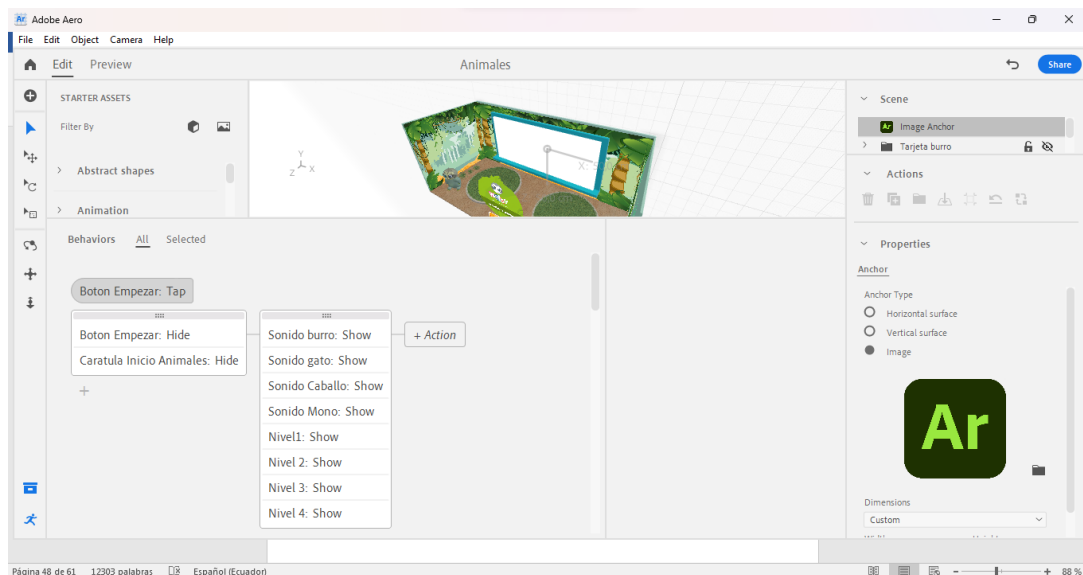 Ar Adobe Aero
File Edit Object Camera Help
Edit Preview Animales Share
STARTER ASSETS
Filter By
Abstract shapes
Animation
Y
Z X
X
Scene
Ar Image Anchor
Tarjeta burro
Actions
Properties
Anchor
Anchor Type
Horizontal surface
Vertical surface
Image
Ar
Dimensions
Custom
Behaviors All Selected
Boton Empezar: Tap
Boton Empezar: Hide
Caratula Inicio Animales: Hide
+
Sonido burro: Show
Sonido gato: Show
Sonido Caballo: Show
Sonido Mono: Show
Nivel1: Show
Nivel 2: Show
Nivel 3: Show
Nivel 4: Show
+ Action
Página 48 de 61 12303 palabras Español (Ecuador) - + 88 %